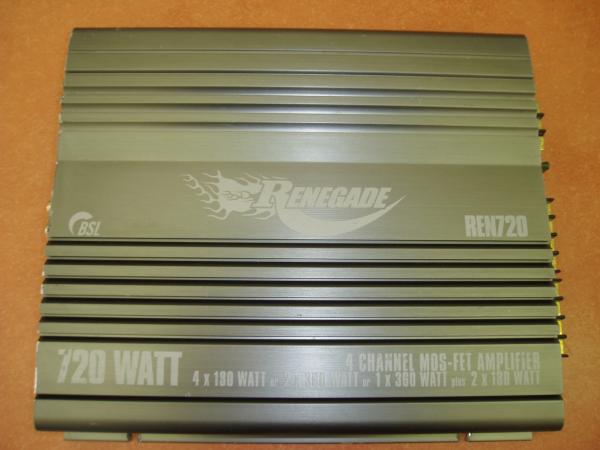 RENEGADE
BSL
REN720
720 WATT
4 CHANNEL MOS-FET AMPLIFIER
4 x 180 WATT or 2 x 360 WATT or 1 x 360 WATT plus 2 x 180 WATT